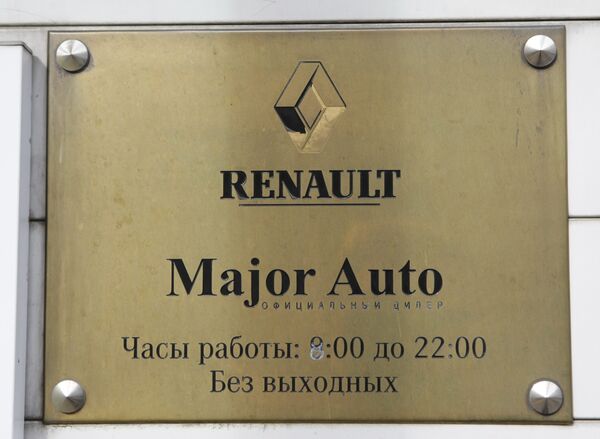 RENAULT
Major Auto
ОФИЦИАЛЬНЫЙ ДИЛЕР
Часы работы: 8:00 до 22:00
Без выходных